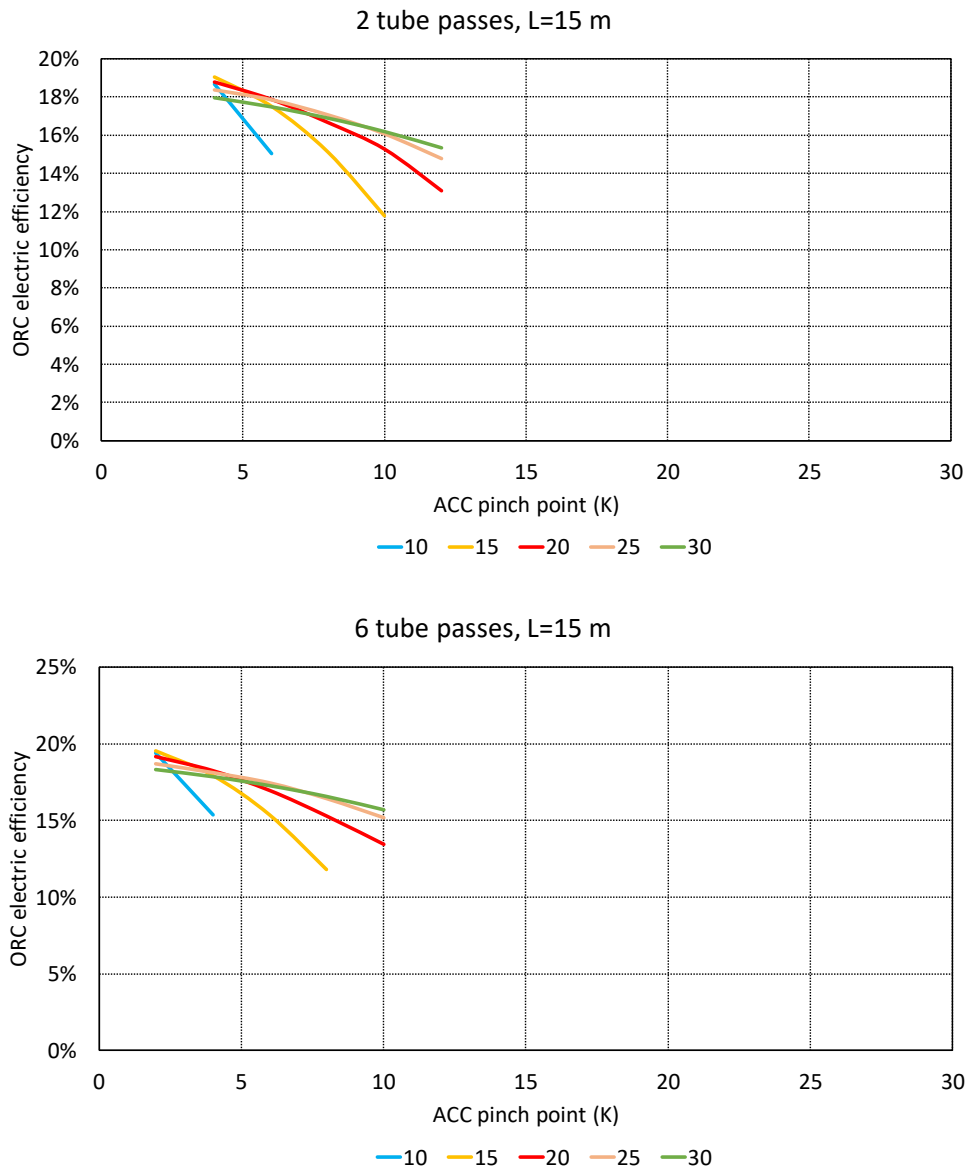 2 tube passes, L=15 m
20%
18%
16%
14%
12%
10%
8%
6%
4%
2%
0%
ORC electric efficiency
0 5 10 15 20 25 30
ACC pinch point (K)
10 15 20 25 30
6 tube passes, L=15 m
25%
20%
15%
10%
5%
0%
ORC electric efficiency
0 5 10 15 20 25 30
ACC pinch point (K)
10 15 20 25 30